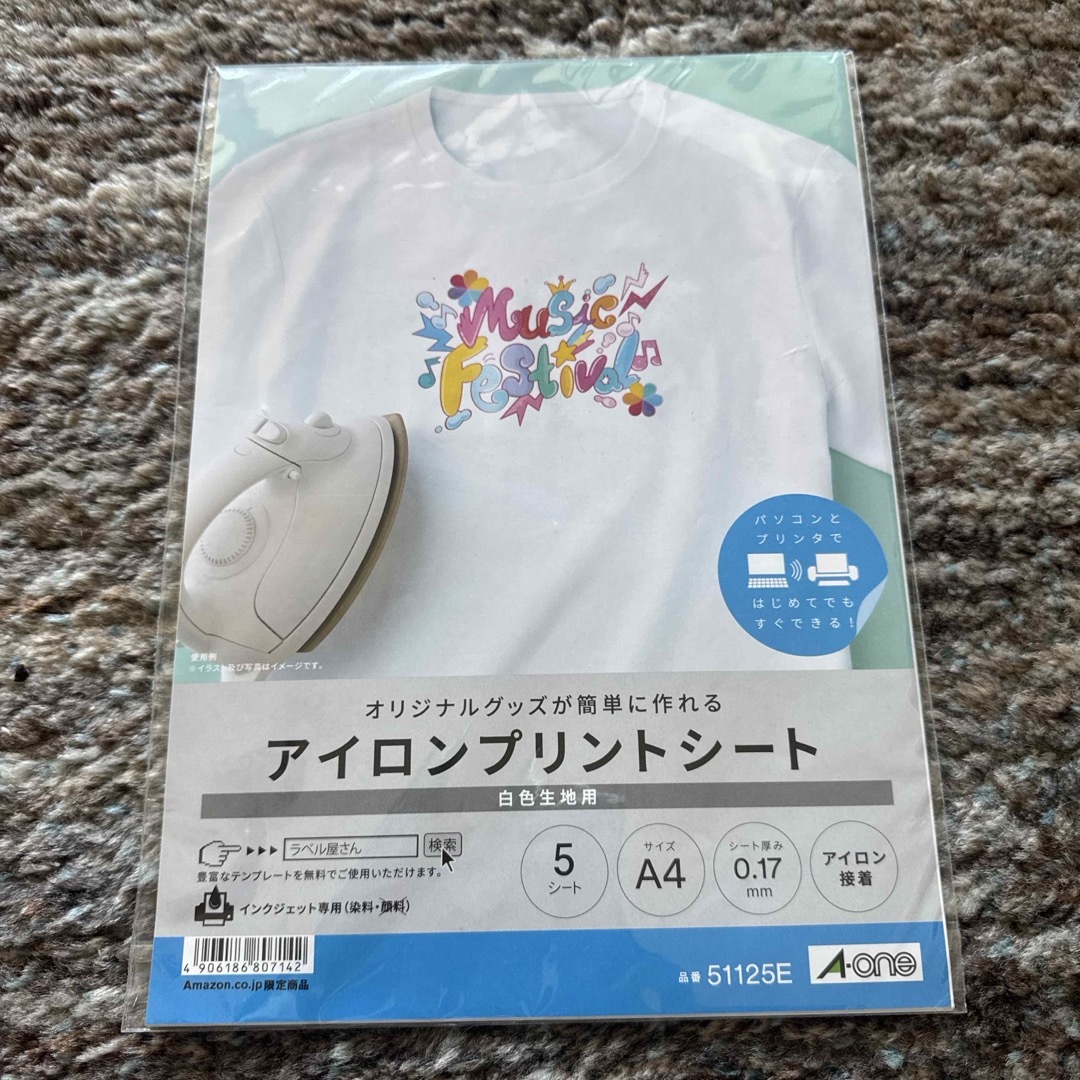 Music
Festival
パソコンと
プリンタで
はじめてでも
すぐできる!
使用例
※イラスト及び写真はイメージです。
オリジナルグッズが簡単に作れる
アイロンプリントシート
白色生地用
ラベル屋さん 検索
豊富なテンプレートを無料でご使用いただけます。
インクジェット専用(染料・顔料)
5
シート
サイズ
A4
シート厚み
0.17
mm
アイロン
接着
4 906186 807142
Amazon.co.jp限定商品
品番 51125E
A-one